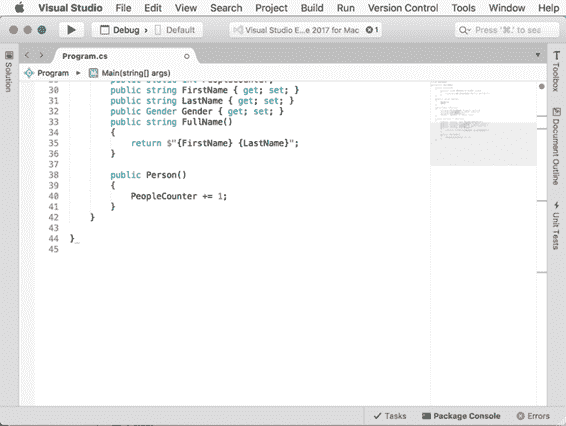 Visual Studio File Edit View Search Project Build Run Version Control Tools Window Help
Debug Default Visual Studio E...e 2017 for Mac 1 Press '⌘.' to sea
Program.cs
Program Main(string[] args)
Solution
Toolbox
Document Outline
Unit Tests
30 public string FirstName { get; set; }
31 public string LastName { get; set; }
32 public Gender Gender { get; set; }
33 public string FullName()
34 {
35 return $"{FirstName} {LastName}";
36 }
37
38 public Person()
39 {
40 PeopleCounter += 1;
41 }
42 }
43
44 }
45
Tasks Package Console Errors